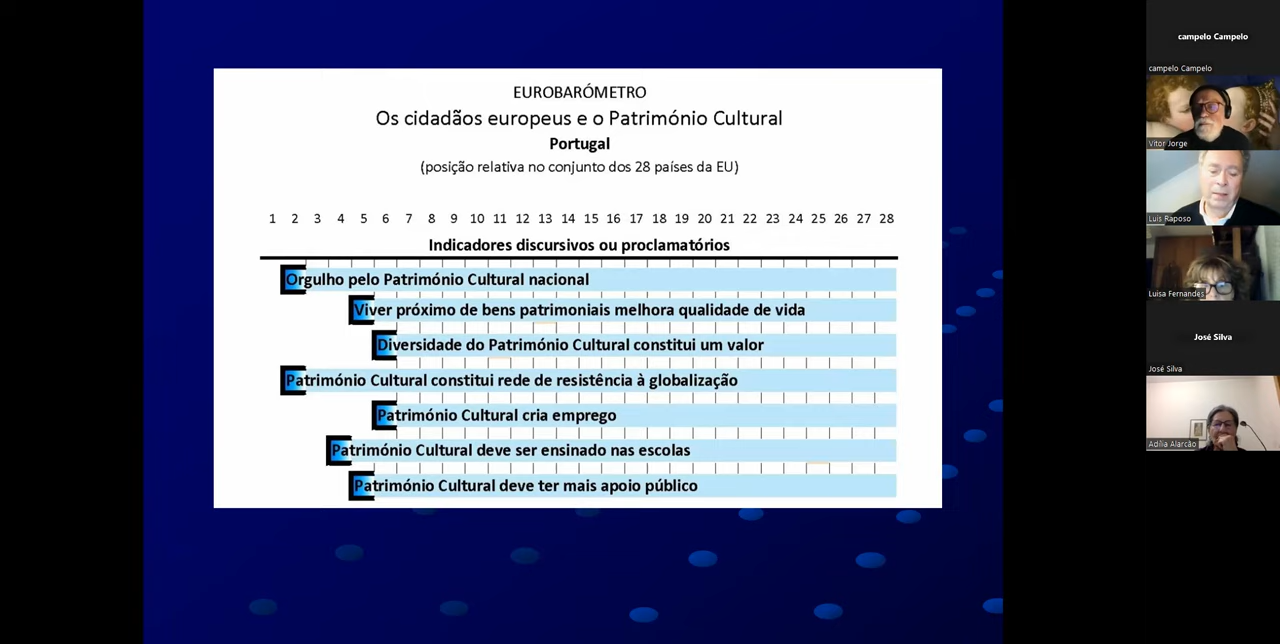 EUROBARÓMETRO
Os cidadãos europeus e o Património Cultural
Portugal
(posição relativa no conjunto dos 28 países da EU)
1 2 3 4 5 6 7 8 9 10 11 12 13 14 15 16 17 18 19 20 21 22 23 24 25 26 27 28
Indicadores discursivos ou proclamatórios
Orgulho pelo Património Cultural nacional
Viver próximo de bens patrimoniais melhora qualidade de vida
Diversidade do Património Cultural constitui um valor
Património Cultural constitui rede de resistência à globalização
Património Cultural cria emprego
Património Cultural deve ser ensinado nas escolas
Património Cultural deve ter mais apoio público
campelo Campelo
campelo Campelo
Vitor Jorge
Luis Raposo
Luisa Fernandes
José Silva
José Silva
Adília Alarcão